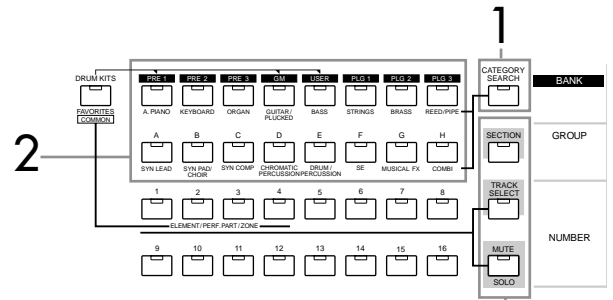 1
DRUM KITS
PRE 1 PRE 2 PRE 3 GM USER PLG 1 PLG 2 PLG 3
CATEGORY
SEARCH
BANK
FAVORITES
COMMON
A. PIANO KEYBOARD ORGAN GUITAR/
PLUCKED BASS STRINGS BRASS REED/PIPE
2
A B C D E F G H
SECTION
GROUP
SYN LEAD SYN PAD/
CHOIR SYN COMP CHROMATIC
PERCUSSION DRUM/
PERCUSSION SE MUSICAL FX COMBI
1 2 3 4 5 6 7 8
TRACK
SELECT
ELEMENT/PERF. PART/ZONE
NUMBER
9 10 11 12 13 14 15 16
MUTE
SOLO